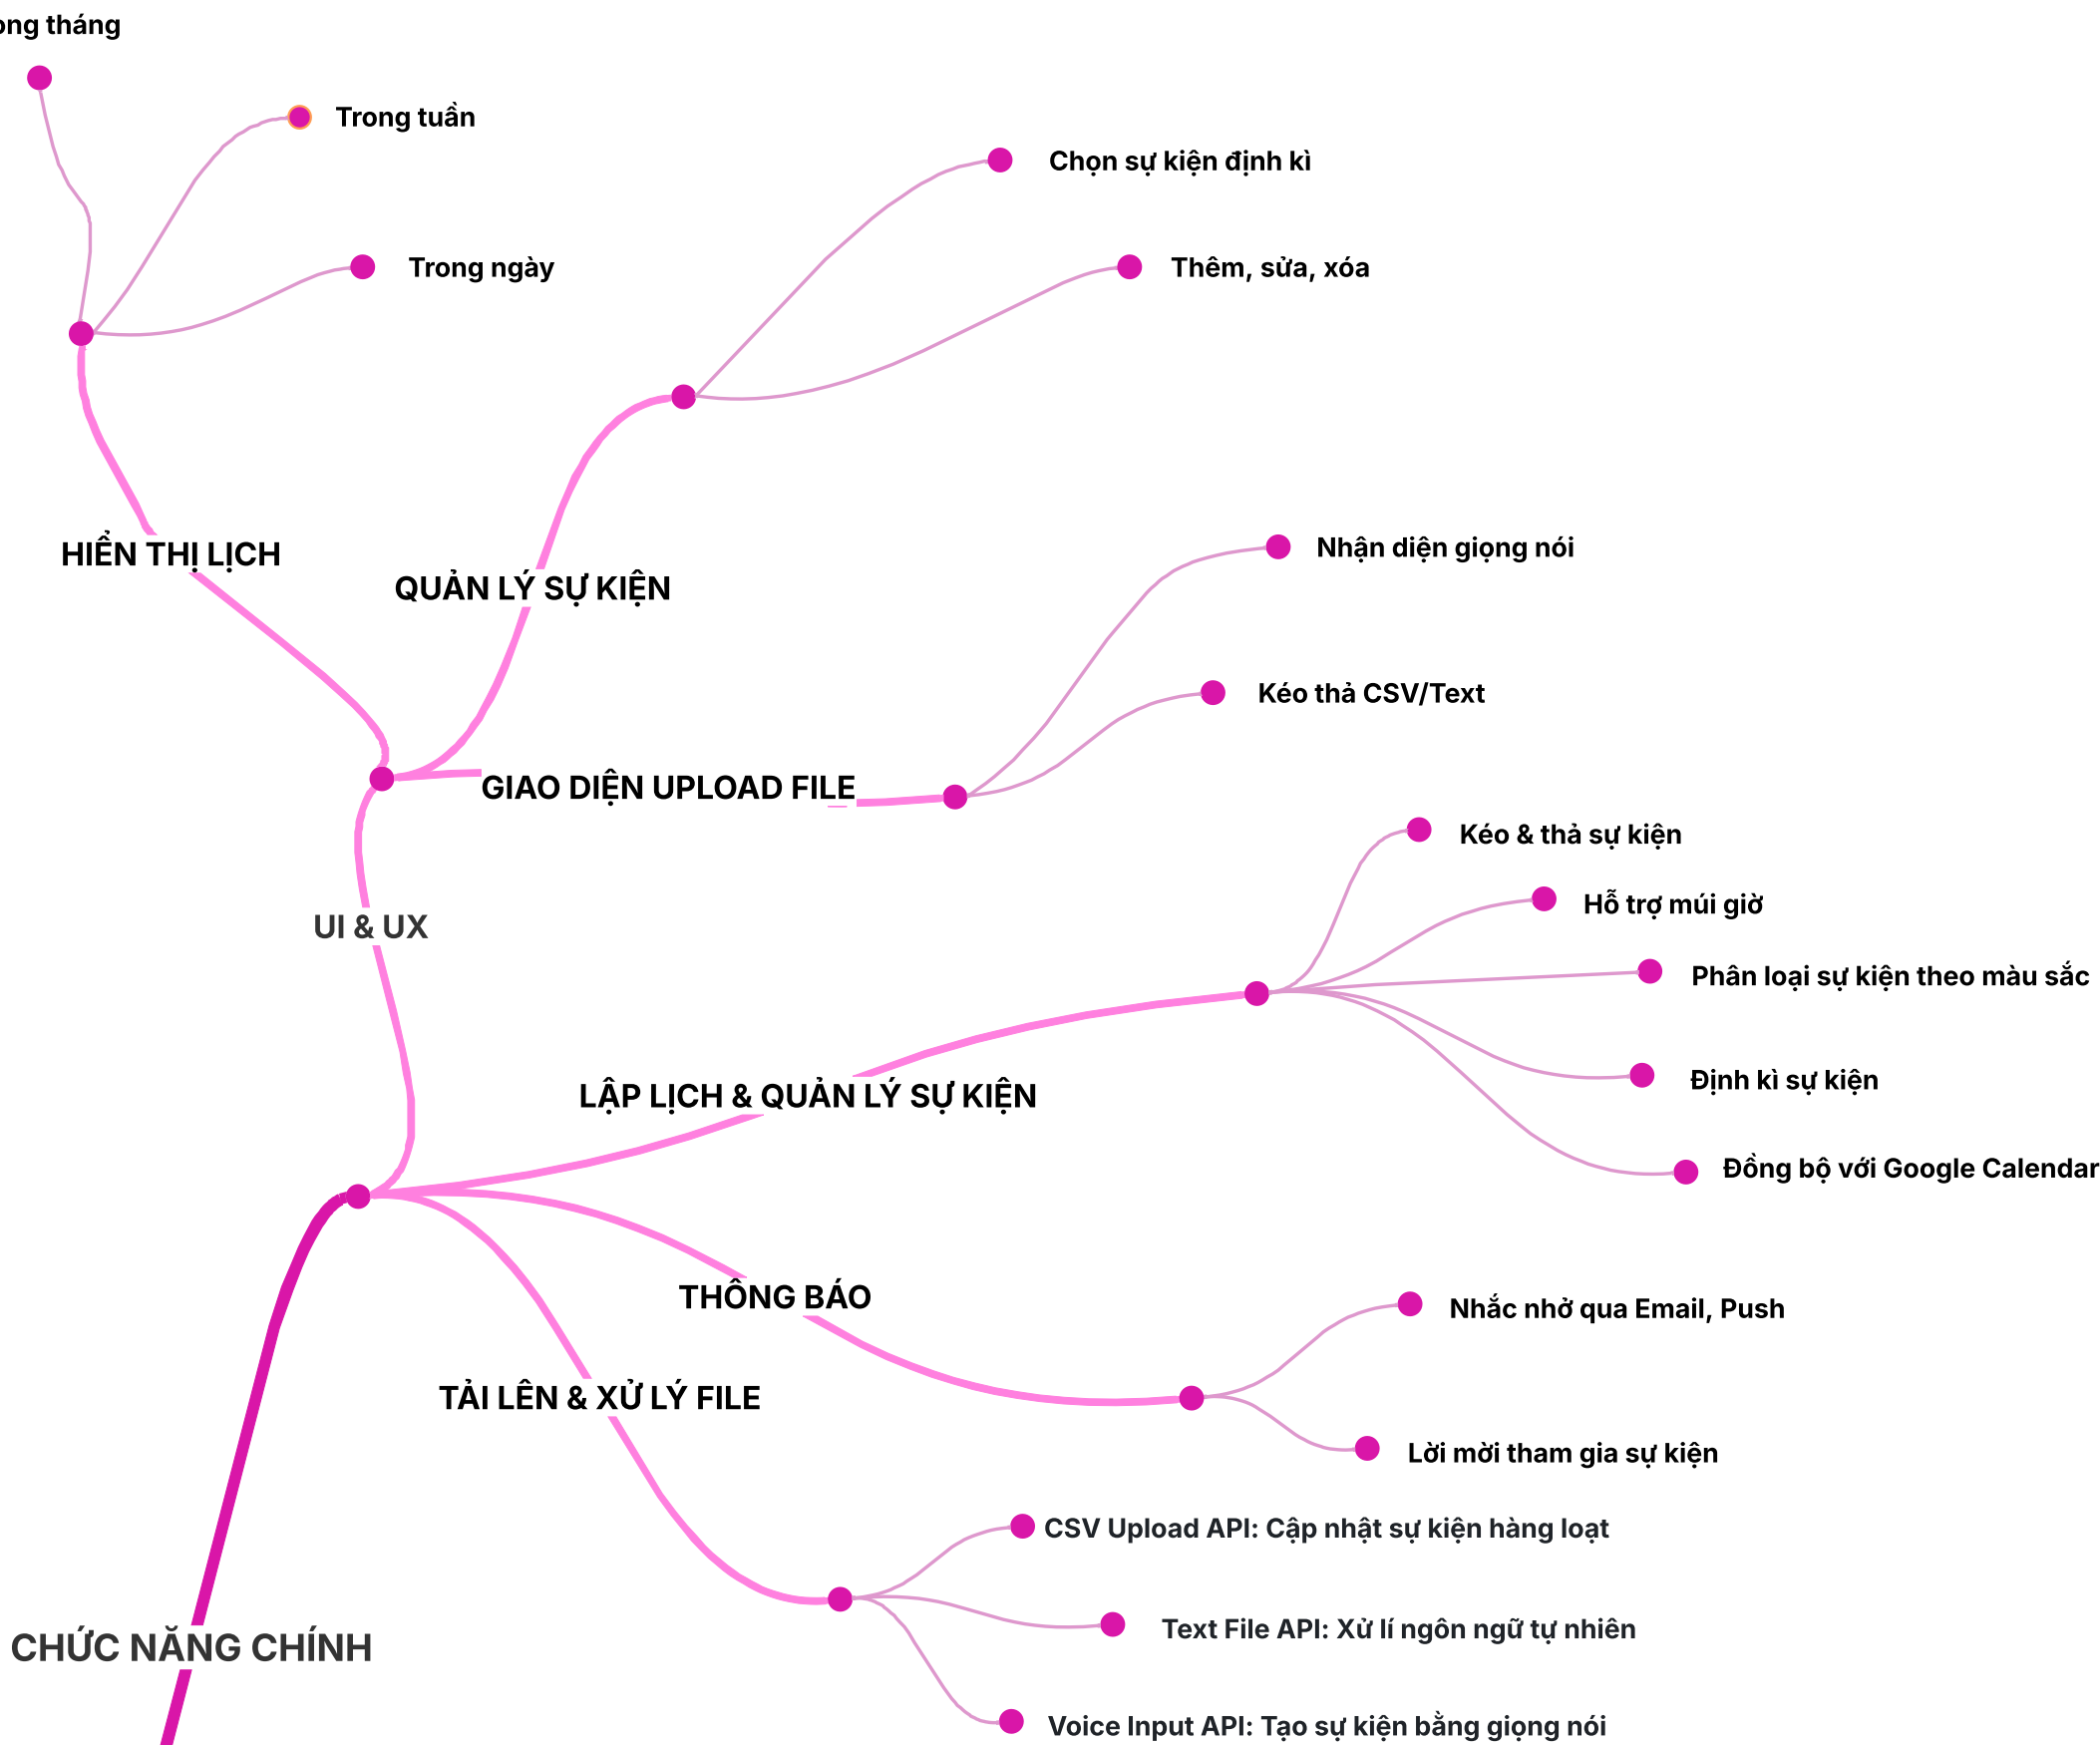 ong tháng
Trong tuần
Chọn sự kiện định kì
Trong ngày
Thêm, sửa, xóa
HIỂN THỊ LỊCH
QUẢN LÝ SỰ KIỆN
Nhận diện giọng nói
Kéo thả CSV/Text
GIAO DIỆN UPLOAD FILE
Kéo & thả sự kiện
Hỗ trợ múi giờ
UI & UX
Phân loại sự kiện theo màu sắc
Định kì sự kiện
LẬP LỊCH & QUẢN LÝ SỰ KIỆN
Đồng bộ với Google Calendar
THÔNG BÁO
Nhắc nhở qua Email, Push
TẢI LÊN & XỬ LÝ FILE
Lời mời tham gia sự kiện
CSV Upload API: Cập nhật sự kiện hàng loạt
Text File API: Xử lí ngôn ngữ tự nhiên
CHỨC NĂNG CHÍNH
Voice Input API: Tạo sự kiện bằng giọng nói